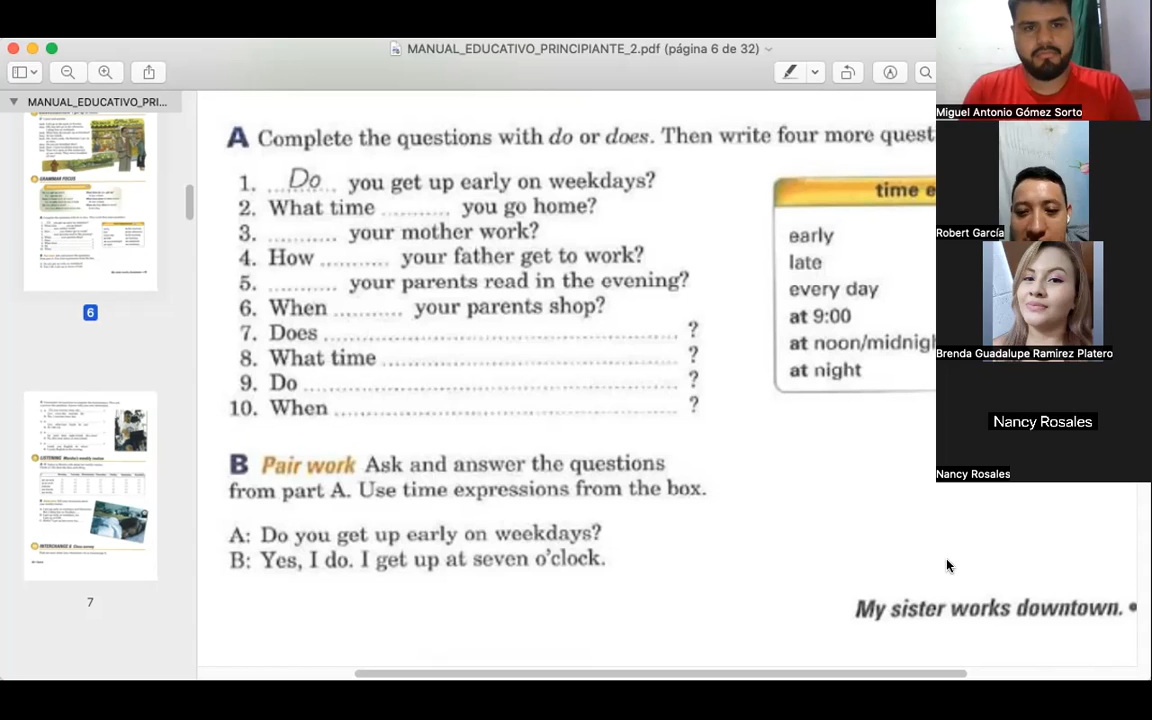 MANUAL_EDUCATIVO_PRINCIPIANTE_2.pdf (página 6 de 32)
MANUAL_EDUCATIVO_PRI...
6
7
A Complete the questions with do or does. Then write four more quest
1. Do you get up early on weekdays?
2. What time .......... you go home?
3. .......... your mother work?
4. How .......... your father get to work?
5. .......... your parents read in the evening?
6. When .......... your parents shop?
7. Does .......... ?
8. What time .......... ?
9. Do .......... ?
10. When .......... ?
time e
early
late
every day
at 9:00
at noon/midnigh
at night
B Pair work Ask and answer the questions
from part A. Use time expressions from the box.
A: Do you get up early on weekdays?
B: Yes, I do. I get up at seven o'clock.
My sister works downtown. •
Miguel Antonio Gómez Sorto
Robert García
Brenda Guadalupe Ramirez Platero
Nancy Rosales
Nancy Rosales